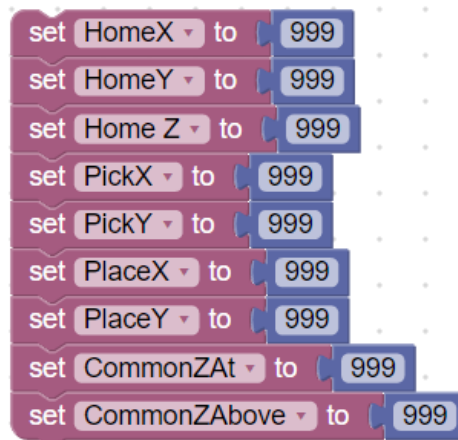 set HomeX to 999
set HomeY to 999
set Home Z to 999
set PickX to 999
set PickY to 999
set PlaceX to 999
set PlaceY to 999
set CommonZAt to 999
set CommonZAbove to 999